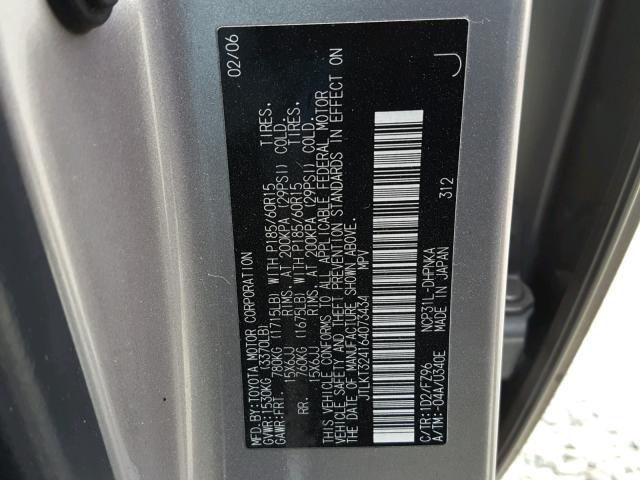 MFD.BY:TOYOTA MOTOR CORPORATION 02/06
GVWR:1530KG (3370LB)
GAWR:FRT. 780KG (1715LB) WITH P185/60R15 TIRES.
15X6JJ RIMS. AT 200KPA (29PSI) COLD.
RR. 760KG (1675LB) WITH P185/60R15 TIRES.
15X6JJ RIMS. AT 200KPA (29PSI) COLD.
THIS VEHICLE CONFORMS TO ALL APPLICABLE FEDERAL MOTOR
VEHICLE SAFETY AND THEFT PREVENTION STANDARDS IN EFFECT ON
THE DATE OF MANUFACTURE SHOWN ABOVE.
JTLKT324164073434 MPV J
312
C/TR:1D2/FZ96 NCP31L-DHPNKA
A/TM:-04A/U340E MADE IN JAPAN